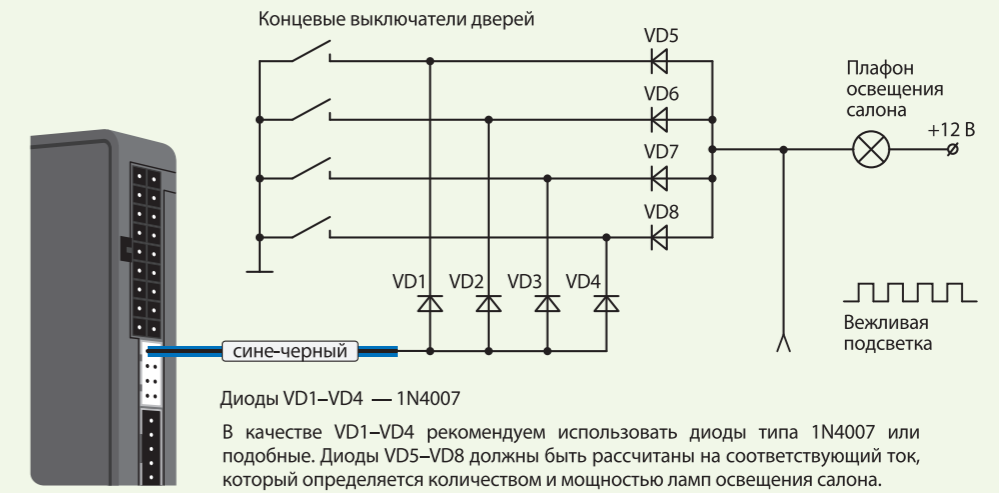 Концевые выключатели дверей
VD5
VD6
VD7
VD8
Плафон
освещения
салона
+12 В
VD1 VD2 VD3 VD4
Вежливая
подсветка
сине-черный
Диоды VD1–VD4 — 1N4007
В качестве VD1–VD4 рекомендуем использовать диоды типа 1N4007 или
подобные. Диоды VD5–VD8 должны быть рассчитаны на соответствующий ток,
который определяется количеством и мощностью ламп освещения салона.